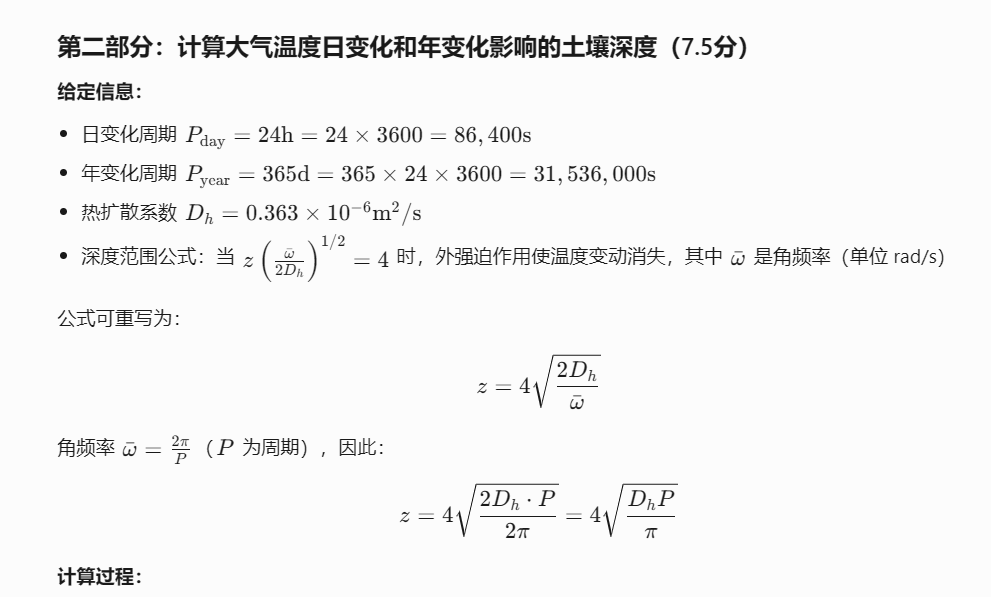 第二部分：计算大气温度日变化和年变化影响的土壤深度（7.5分）
给定信息：
• 日变化周期 $P_{\text{day}} = 24\text{h} = 24 \times 3600 = 86,400\text{s}$
• 年变化周期 $P_{\text{year}} = 365\text{d} = 365 \times 24 \times 3600 = 31,536,000\text{s}$
• 热扩散系数 $D_h = 0.363 \times 10^{-6}\text{m}^2/\text{s}$
• 深度范围公式：当 $z\left(\frac{\bar{\omega}}{2D_h}\right)^{1/2} = 4$ 时，外强迫作用使温度变动消失，其中 $\bar{\omega}$ 是角频率（单位 rad/s）
公式可重写为：
$z = 4\sqrt{\frac{2D_h}{\bar{\omega}}}$
角频率 $\bar{\omega} = \frac{2\pi}{P}$（$P$ 为周期），因此：
$z = 4\sqrt{\frac{2D_h \cdot P}{2\pi}} = 4\sqrt{\frac{D_h P}{\pi}}$
计算过程：